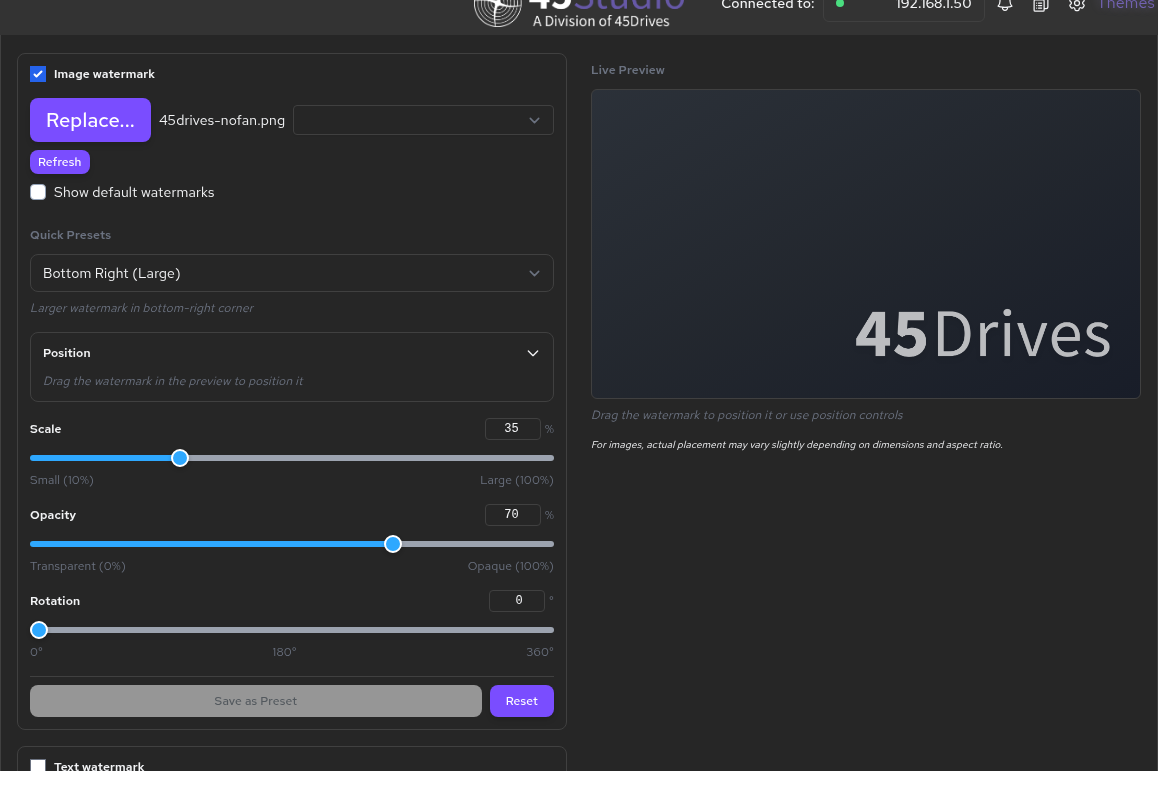 45Studio
A Division of 45Drives
Connected to:
192.168.1.50
Themes
Image watermark
Replace...
45drives-nofan.png
Refresh
Show default watermarks
Quick Presets
Bottom Right (Large)
Larger watermark in bottom-right corner
Position
Drag the watermark in the preview to position it
Scale
35 %
Small (10%)
Large (100%)
Opacity
70 %
Transparent (0%)
Opaque (100%)
Rotation
0 °
0°
180°
360°
Save as Preset
Reset
Text watermark
Live Preview
45Drives
Drag the watermark to position it or use position controls
For images, actual placement may vary slightly depending on dimensions and aspect ratio.